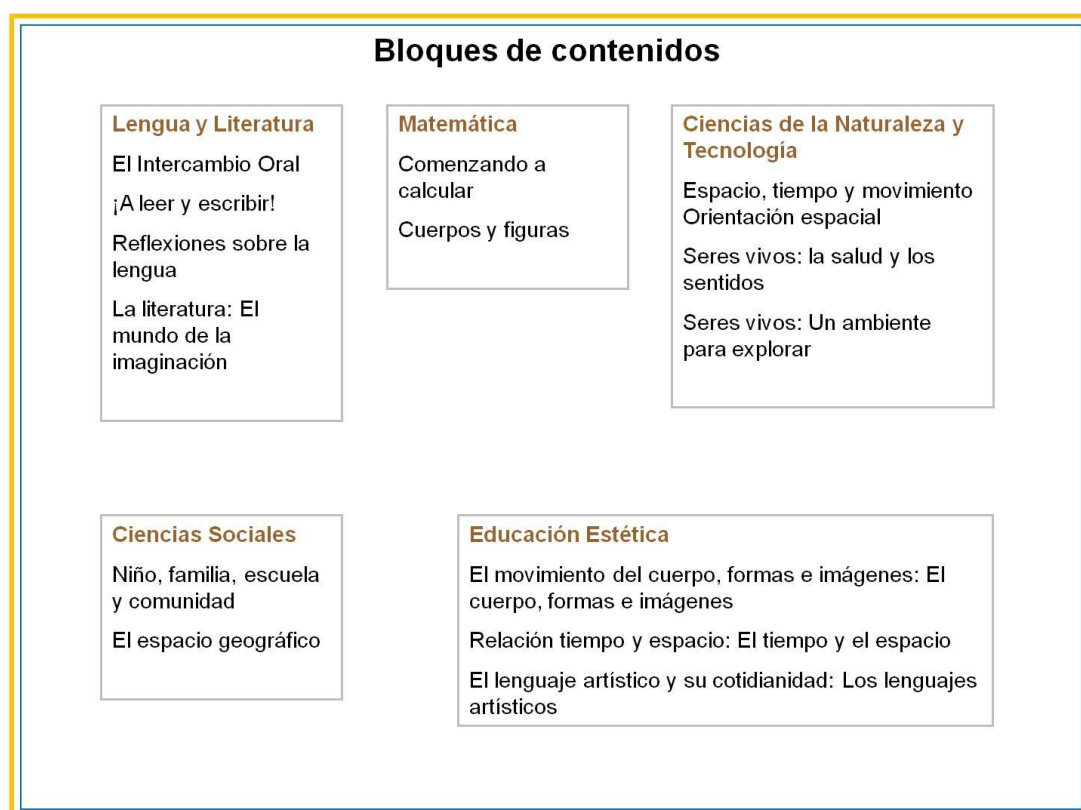 Bloques de contenidos
Lengua y Literatura
El Intercambio Oral
¡A leer y escribir!
Reflexiones sobre la
lengua
La literatura: El
mundo de la
imaginación
Matemática
Comenzando a
calcular
Cuerpos y figuras
Ciencias de la Naturaleza y
Tecnología
Espacio, tiempo y movimiento
Orientación espacial
Seres vivos: la salud y los
sentidos
Seres vivos: Un ambiente
para explorar
Ciencias Sociales
Niño, familia, escuela
y comunidad
El espacio geográfico
Educación Estética
El movimiento del cuerpo, formas e imágenes: El
cuerpo, formas e imágenes
Relación tiempo y espacio: El tiempo y el espacio
El lenguaje artístico y su cotidianidad: Los lenguajes
artísticos